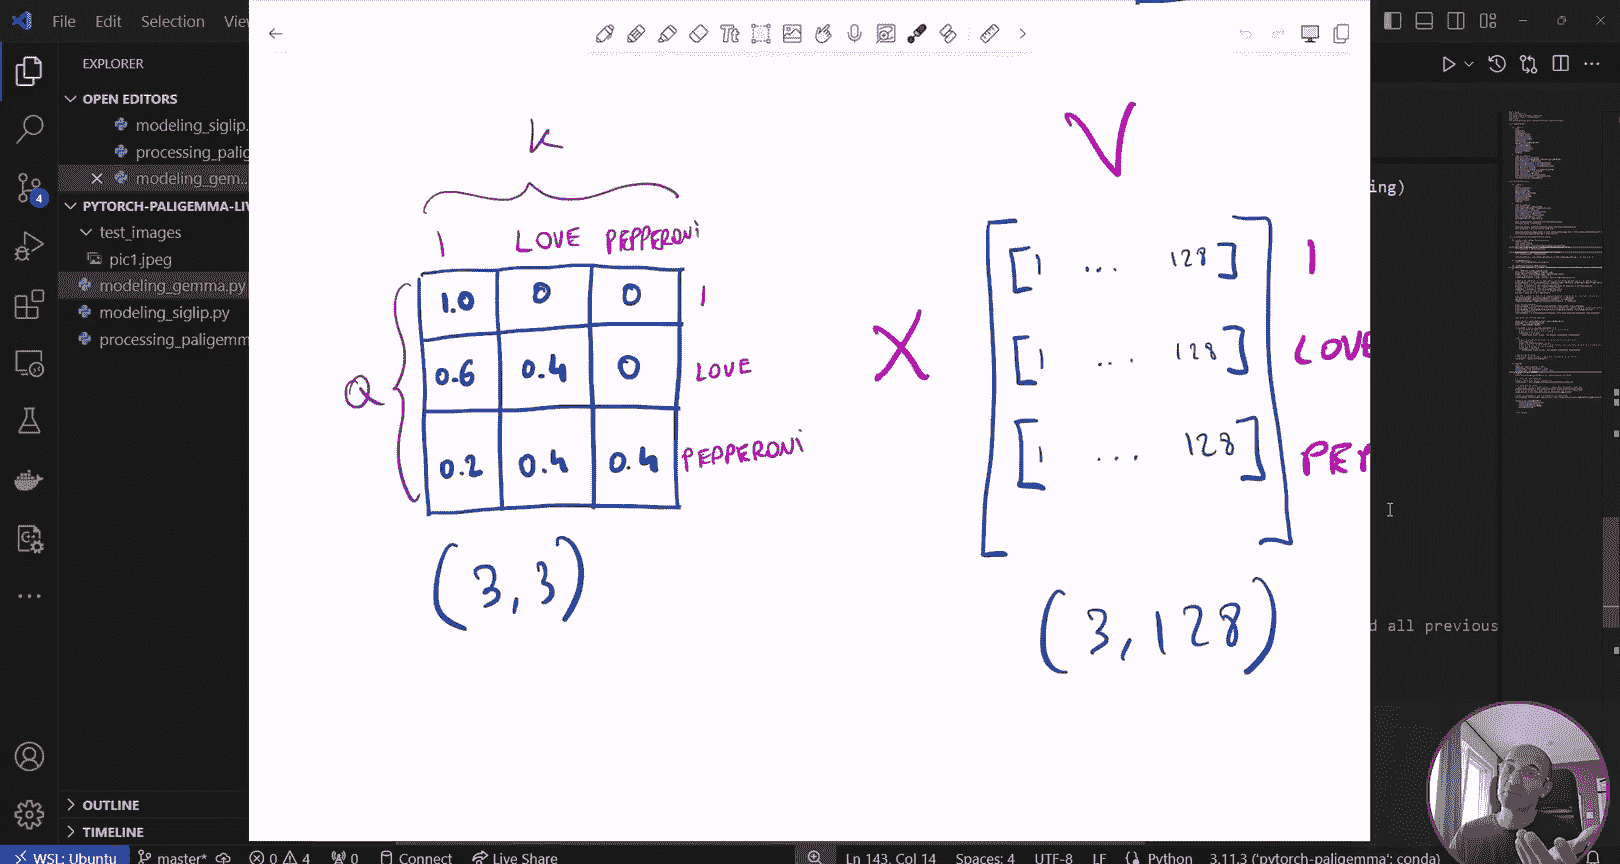 File Edit Selection View
EXPLORER
OPEN EDITORS
modeling_siglip.
processing_palig
modeling_gem...
PYTORCH-PALIGEMMA-LIV
test_images
pic1.jpeg
modeling_gemma.py
modeling_siglip.py
processing_paligemm
OUTLINE
TIMELINE
4
Tt
K
I LOVE PEPPERONi
Q
1.0 0 0 I
0.6 0.4 0 LOVE
0.2 0.4 0.4 PEPPERONi
(3,3)
X
V
[1 ... 128] I
[1 ... 128] LOVE
[1 ... 128] PEP
(3,128)
ing)
d all previous
WSL: Ubuntu master* 0 4 0 Connect Live Share Ln 143, Col 14 Spaces: 4 UTF-8 LF Python 3.11.3 ('pytorch-paligemma': conda)